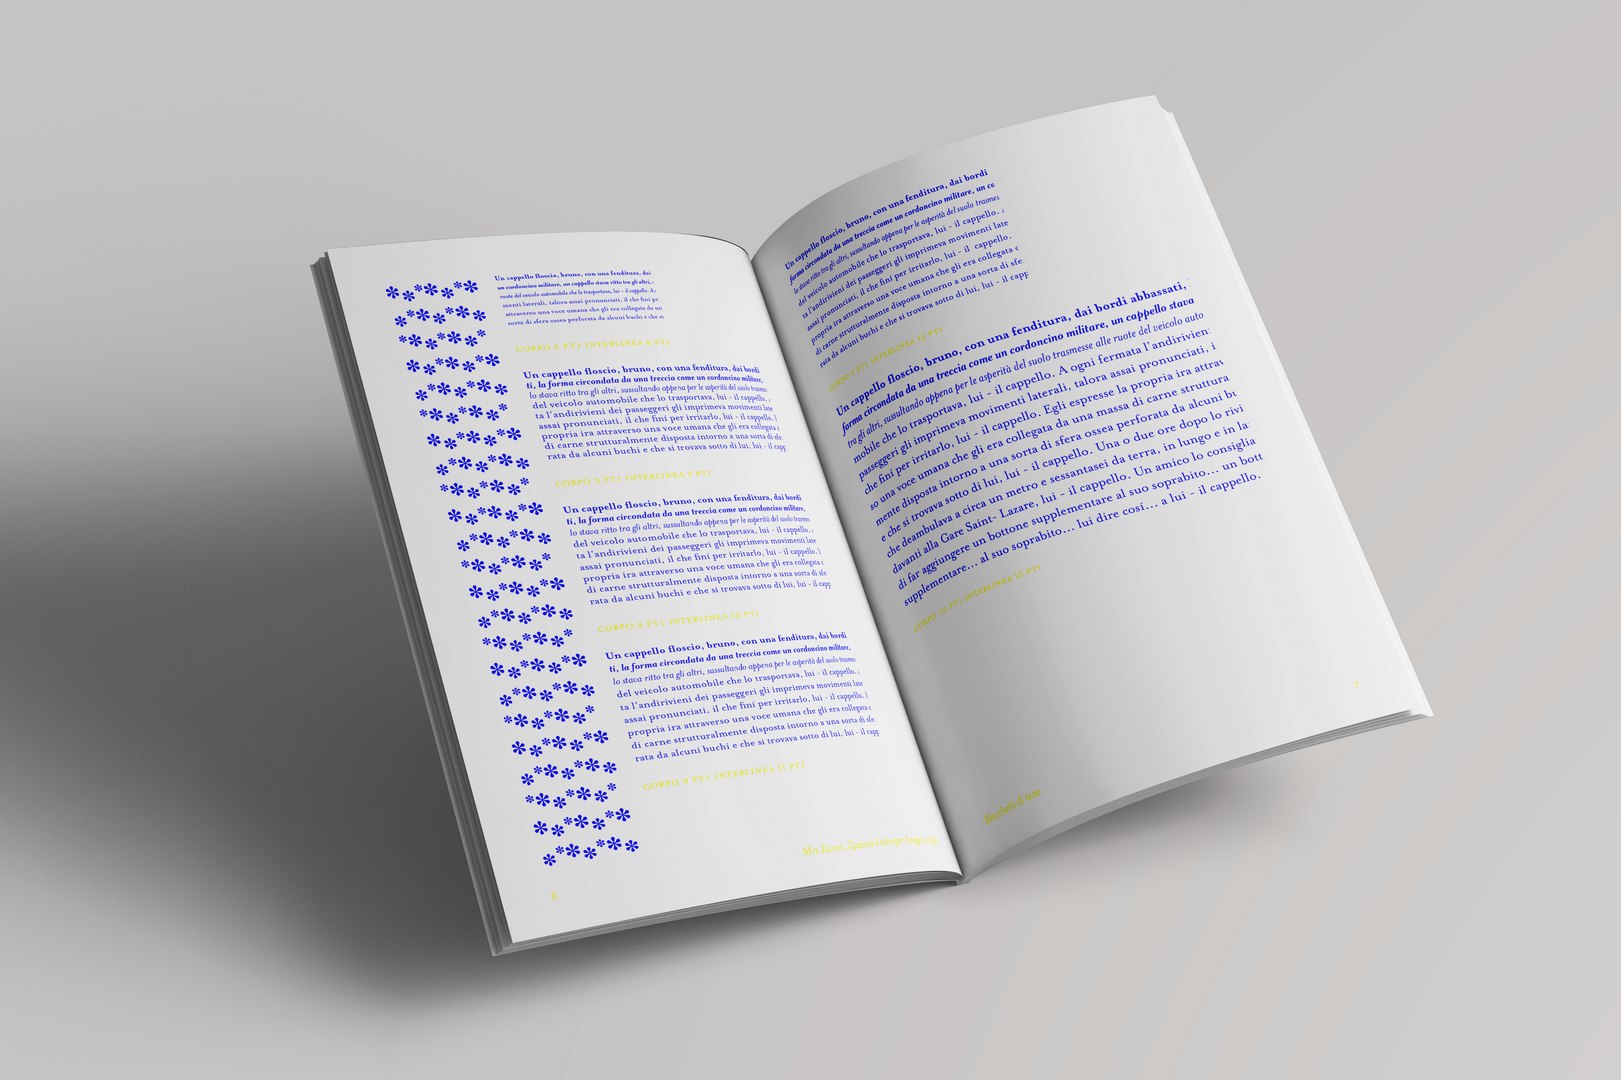 Un cappello floscio, bruno, con una fenditura, dai
un cordoncino militare, un cappello stava ritto tra gli altri, s
ruote del veicolo automobile che lo trasportava, lui - il cappello. A
menti laterali, talora assai pronunciati, il che finì pe
attraverso una voce umana che gli era collegata da un
sorta di sfera ossea perforata da alcuni buchi e che si
CORPO 6 PTI INTERLINEA 8 PTI
Un cappello floscio, bruno, con una fenditura, dai bordi
ti, la forma circondata da una treccia come un cordoncino militare,
lo stava ritto tra gli altri, sussultando appena per le asperità del suolo trasmes
del veicolo automobile che lo trasportava, lui - il cappello. A
ta l'andirivieni dei passeggeri gli imprimeva movimenti late
assai pronunciati, il che finì per irritarlo, lui - il cappello. E
propria ira attraverso una voce umana che gli era collegata d
di carne strutturalmente disposta intorno a una sorta di sfe
rata da alcuni buchi e che si trovava sotto di lui, lui - il capp
CORPO 9 PTI INTERLINEA 9 PTI
Un cappello floscio, bruno, con una fenditura, dai bordi
ti, la forma circondata da una treccia come un cordoncino militare,
lo stava ritto tra gli altri, sussultando appena per le asperità del suolo trasmes
del veicolo automobile che lo trasportava, lui - il cappello.
ta l'andirivieni dei passeggeri gli imprimeva movimenti late
assai pronunciati, il che finì per irritarlo, lui - il cappello. I
propria ira attraverso una voce umana che gli era collegata d
di carne strutturalmente disposta intorno a una sorta di sfe
rata da alcuni buchi e che si trovava sotto di lui, lui - il capp
CORPO 9 PTI INTERLINEA 10 PTI
Un cappello floscio, bruno, con una fenditura, dai bordi
ti, la forma circondata da una treccia come un cordoncino militare,
lo stava ritto tra gli altri, sussultando appena per le asperità del suolo trasmes
del veicolo automobile che lo trasportava, lui - il cappello.
ta l'andirivieni dei passeggeri gli imprimeva movimenti late
assai pronunciati, il che finì per irritarlo, lui - il cappello. I
propria ira attraverso una voce umana che gli era collegata d
di carne strutturalmente disposta intorno a una sorta di sfe
rata da alcuni buchi e che si trovava sotto di lui, lui - il capp
CORPO 9 PTI INTERLINEA 11 PTI
Mrs Eaves, Zuzana Licko per Emigre,
6
Un cappello floscio, bruno, con una fenditura, dai bordi
forma circondata da una treccia come un cordoncino militare, un ce
lo stava ritto tra gli altri, sussultando appena per le asperità del suolo trasmes
del veicolo automobile che lo trasportava, lui - il cappello.
ta l'andirivieni dei passeggeri gli imprimeva movimenti late
assai pronunciati, il che finì per irritarlo, lui - il cappello.
propria ira attraverso una voce umana che gli era collegata d
di carne strutturalmente disposta intorno a una sorta di sfe
rata da alcuni buchi e che si trovava sotto di lui, lui - il capp
CORPO 9 PTI INTERLINEA 12 PTI
Un cappello floscio, bruno, con una fenditura, dai bordi abbassati,
forma circondata da una treccia come un cordoncino militare, un cappello stava
tra gli altri, sussultando appena per le asperità del suolo trasmesse alle ruote del veicolo auto
mobile che lo trasportava, lui - il cappello. A ogni fermata l'andirivien
passeggeri gli imprimeva movimenti laterali, talora assai pronunciati, i
che finì per irritarlo, lui - il cappello. Egli espresse la propria ira attrav
so una voce umana che gli era collegata da una massa di carne struttura
mente disposta intorno a una sorta di sfera ossea perforata da alcuni bu
e che si trovava sotto di lui, lui - il cappello. Una o due ore dopo lo rivi
che deambulava a circa un metro e sessantasei da terra, in lungo e in la
davanti alla Gare Saint- Lazare, lui - il cappello. Un amico lo consiglia
di far aggiungere un bottone supplementare al suo soprabito... un bott
supplementare... al suo soprabito... lui dire così... a lui - il cappello.
CORPO 12 PTI INTERLINEA 15 PTI
Blocchetti di testo
7